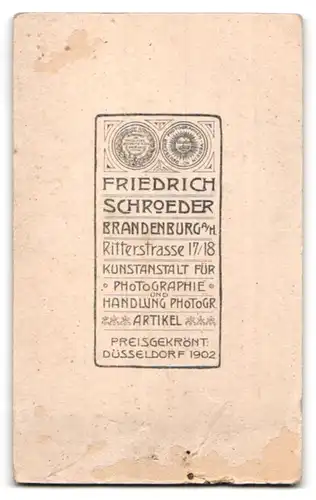 FRIEDRICH
SCHROEDER
BRANDENBURG A/H.
Ritterstrasse 17/18
KUNSTANSTALT FÜR
PHOTOGRAPHIE
UND
HANDLUNG PHOTOGR.
ARTIKEL
PREISGEKRÖNT:
DÜSSELDORF 1902